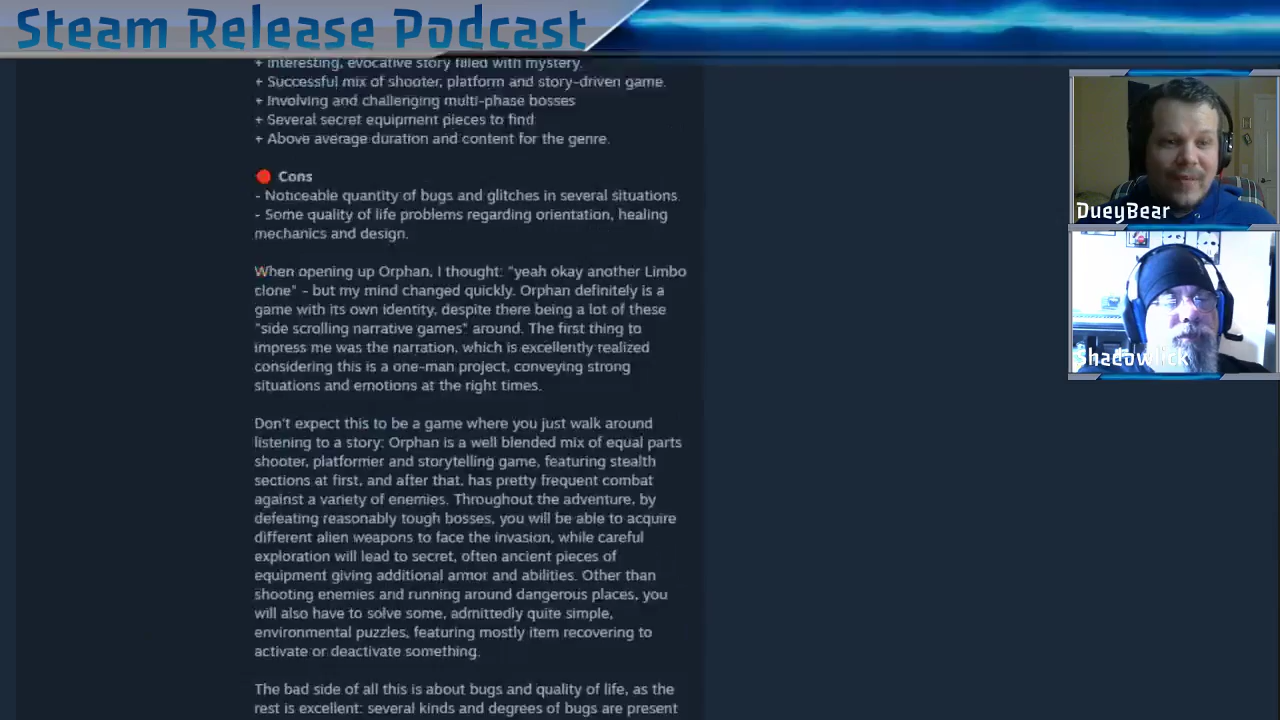 Steam Release Podcast
+ Interesting, evocative story filled with mystery.
+ Successful mix of shooter, platform and story-driven game.
+ Involving and challenging multi-phase bosses
+ Several secret equipment pieces to find
+ Above average duration and content for the genre.
Cons
- Noticeable quantity of bugs and glitches in several situations.
- Some quality of life problems regarding orientation, healing
mechanics and design.
When opening up Orphan, I thought: "yeah okay another Limbo
clone" - but my mind changed quickly. Orphan definitely is a
game with its own identity, despite there being a lot of these
"side scrolling narrative games" around. The first thing to
impress me was the narration, which is excellently realized
considering this is a one-man project, conveying strong
situations and emotions at the right times.
Don't expect this to be a game where you just walk around
listening to a story: Orphan is a well blended mix of equal parts
shooter, platformer and storytelling game, featuring stealth
sections at first, and after that, has pretty frequent combat
against a variety of enemies. Throughout the adventure, by
defeating reasonably tough bosses, you will be able to acquire
different alien weapons to face the invasion, while careful
exploration will lead to secret, often ancient pieces of
equipment giving additional armor and abilities. Other than
shooting enemies and running around dangerous places, you
will also have to solve some, admittedly quite simple,
environmental puzzles, featuring mostly item recovering to
activate or deactivate something.
The bad side of all this is about bugs and quality of life, as the
rest is excellent: several kinds and degrees of bugs are present
DueyBear
Shadowlick